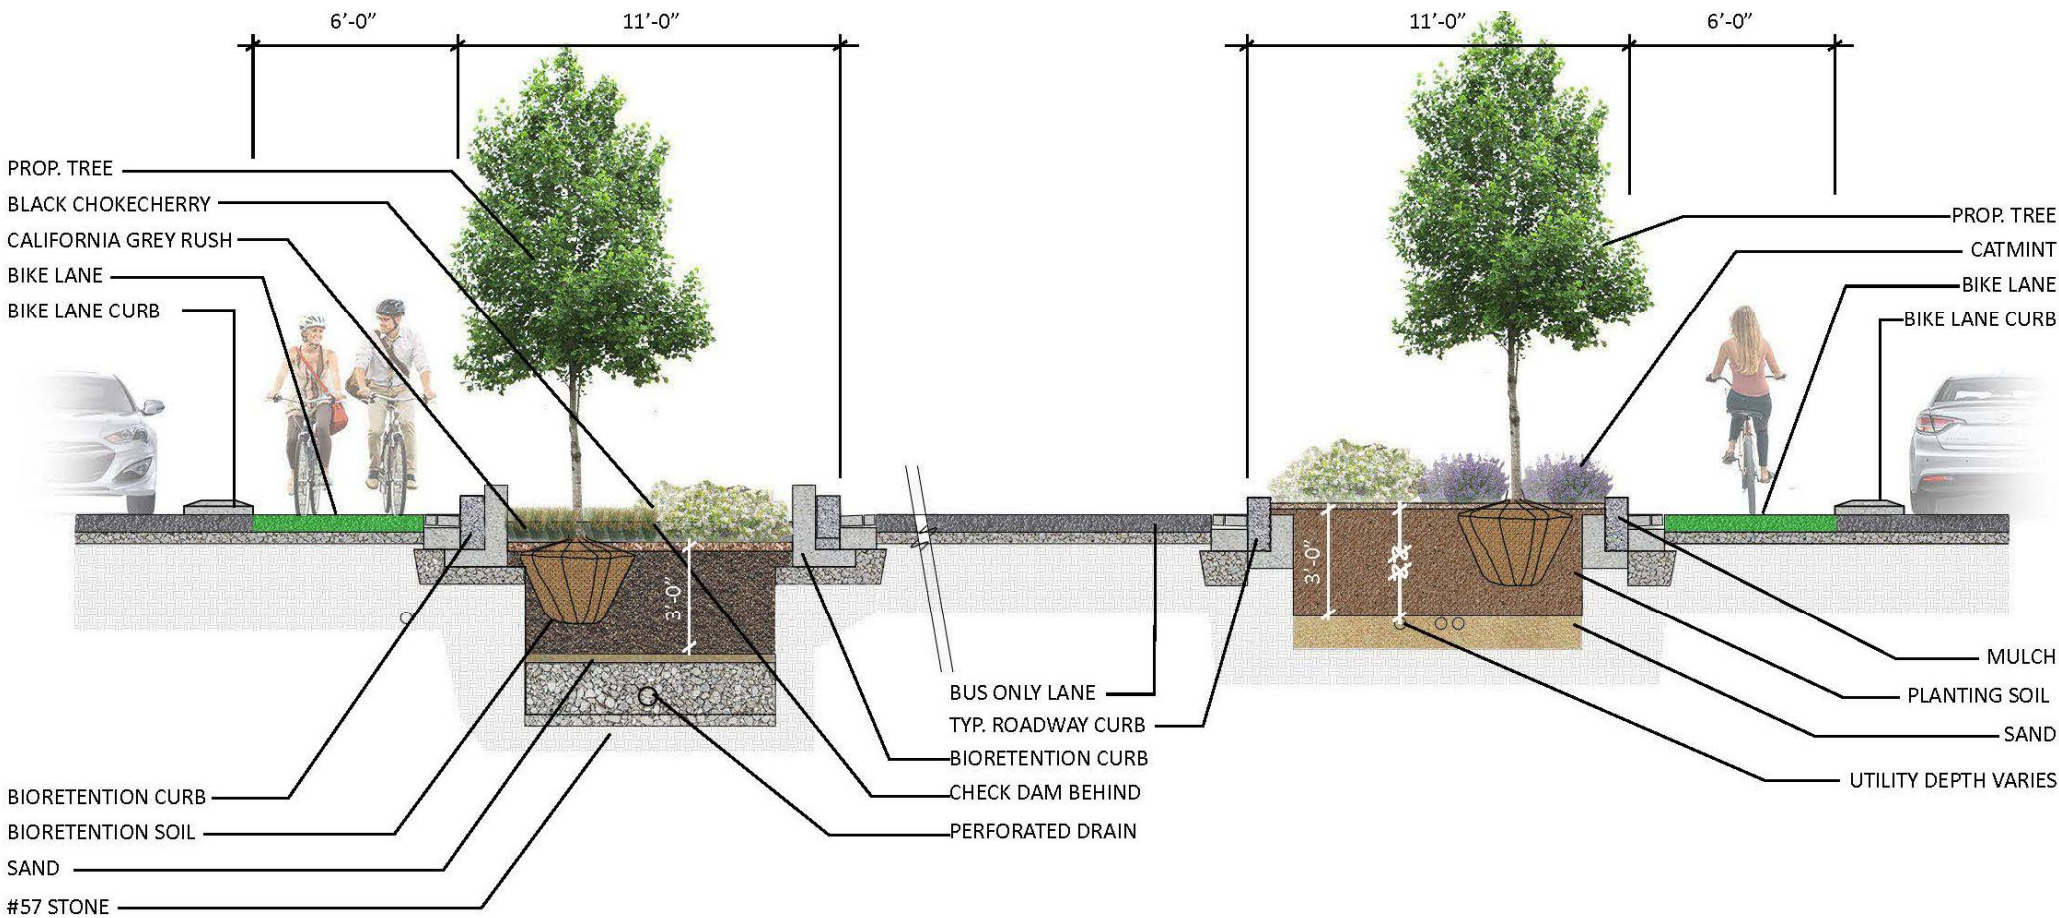 6’-0” 11’-0” 11’-0” 6’-0”
PROP. TREE
BLACK CHOKECHERRY
CALIFORNIA GREY RUSH
BIKE LANE
BIKE LANE CURB
PROP. TREE
CATMINT
BIKE LANE
BIKE LANE CURB
3’-0”
3’-0”
BUS ONLY LANE
TYP. ROADWAY CURB
BIORETENTION CURB
CHECK DAM BEHIND
PERFORATED DRAIN
MULCH
PLANTING SOIL
SAND
UTILITY DEPTH VARIES
BIORETENTION CURB
BIORETENTION SOIL
SAND
#57 STONE